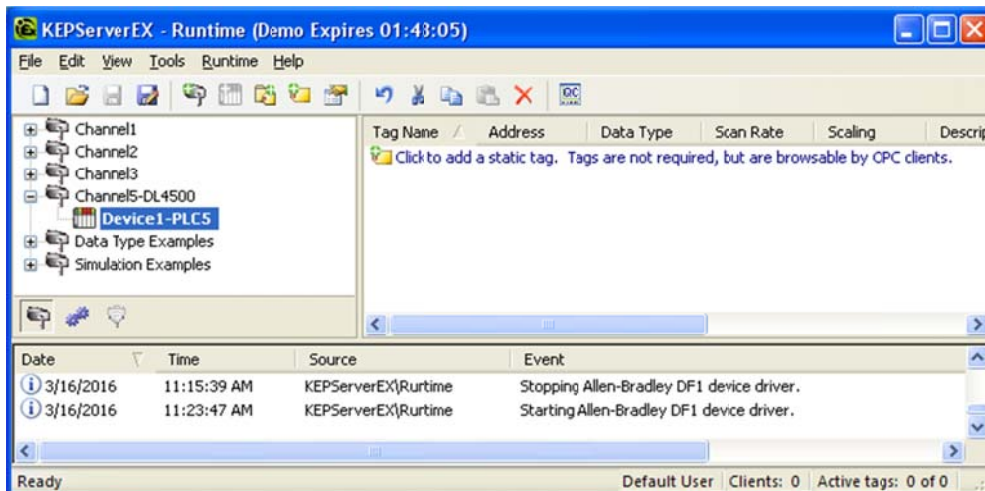 KEPServerEX - Runtime (Demo Expires 01:43:05)
File Edit View Tools Runtime Help
Channel1
Channel2
Channel3
Channel5-DL4500
Device1-PLC5
Data Type Examples
Simulation Examples
Tag Name Address Data Type Scan Rate Scaling Descrip
Click to add a static tag. Tags are not required, but are browsable by OPC clients.
Date Time Source Event
3/16/2016 11:15:39 AM KEPServerEX\Runtime Stopping Allen-Bradley DF1 device driver.
3/16/2016 11:23:47 AM KEPServerEX\Runtime Starting Allen-Bradley DF1 device driver.
Ready Default User Clients: 0 Active tags: 0 of 0